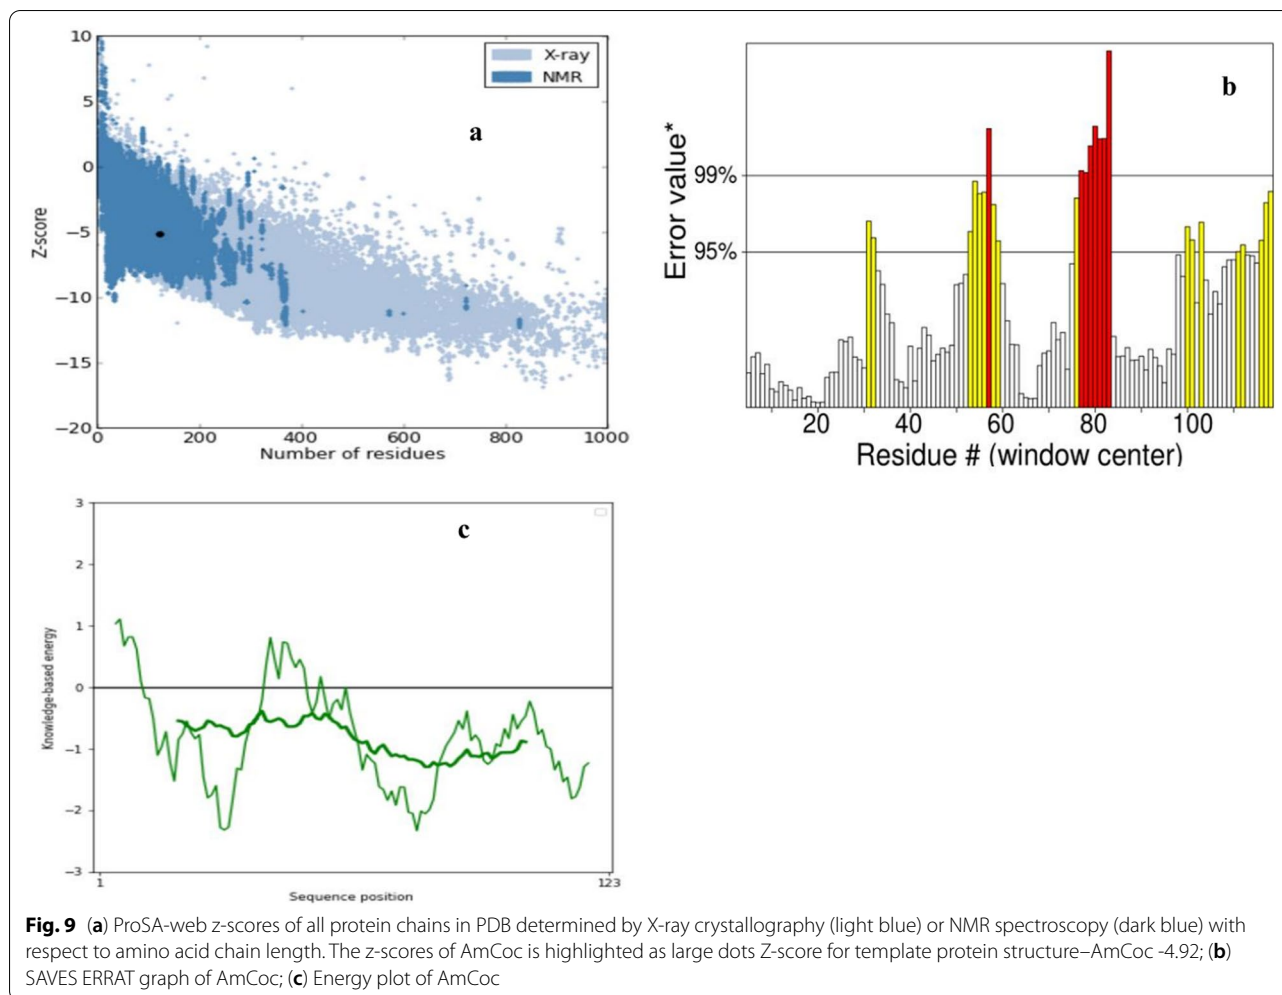 10
5
0
−5
−10
−15
−20
Z-score
X-ray
NMR
a
0 200 400 600 800 1000
Number of residues
b
Error value*
99%
95%
20 40 60 80 100
Residue # (window center)
3
2
1
0
−1
−2
−3
Knowledge-based energy
c
1 123
Sequence position
Fig. 9 (a) ProSA-web z-scores of all protein chains in PDB determined by X-ray crystallography (light blue) or NMR spectroscopy (dark blue) with
respect to amino acid chain length. The z-scores of AmCoc is highlighted as large dots Z-score for template protein structure–AmCoc -4.92; (b)
SAVES ERRAT graph of AmCoc; (c) Energy plot of AmCoc